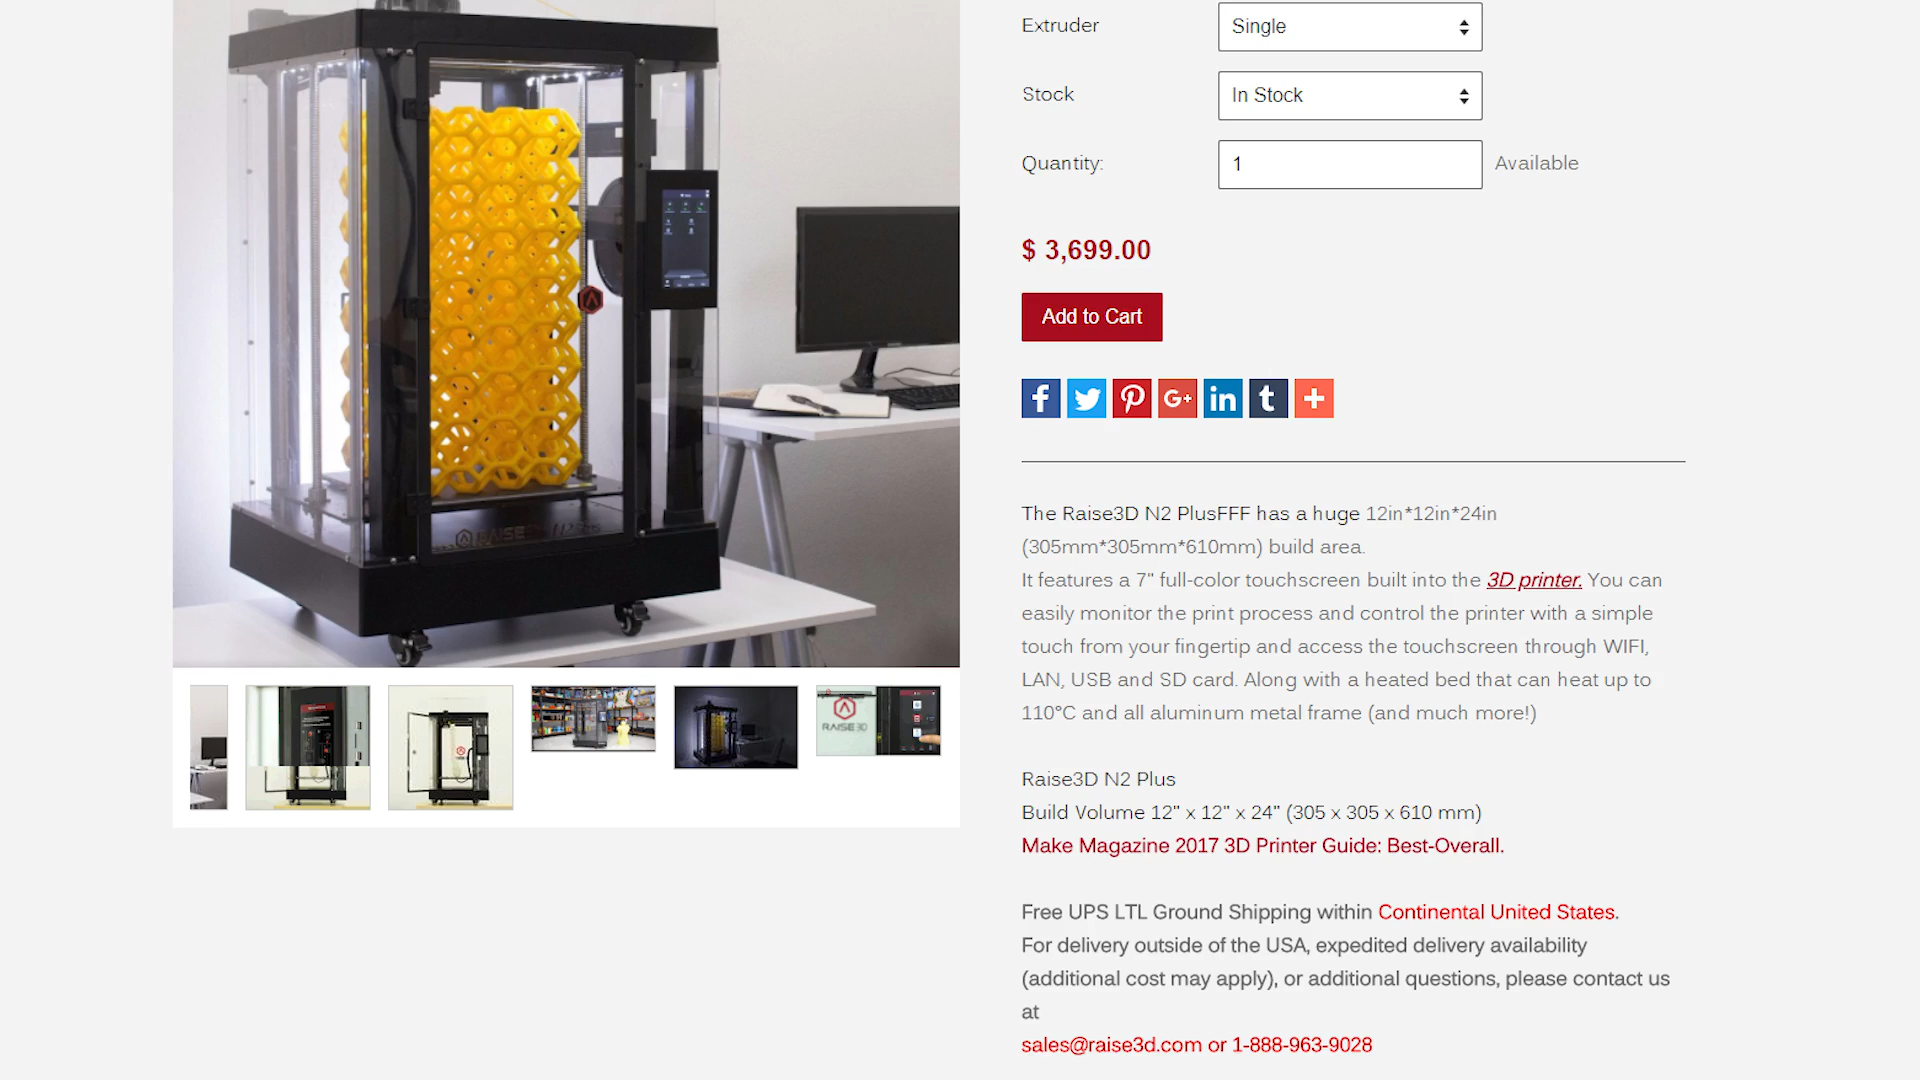 Extruder
Single
Stock
In Stock
Quantity:
1
Available
$ 3,699.00
Add to Cart
The Raise3D N2 PlusFFF has a huge 12in*12in*24in
(305mm*305mm*610mm) build area.
It features a 7" full-color touchscreen built into the 3D printer. You can
easily monitor the print process and control the printer with a simple
touch from your fingertip and access the touchscreen through WIFI,
LAN, USB and SD card. Along with a heated bed that can heat up to
110°C and all aluminum metal frame (and much more!)
Raise3D N2 Plus
Build Volume 12" x 12" x 24" (305 x 305 x 610 mm)
Make Magazine 2017 3D Printer Guide: Best-Overall.
Free UPS LTL Ground Shipping within Continental United States.
For delivery outside of the USA, expedited delivery availability
(additional cost may apply), or additional questions, please contact us
at
sales@raise3d.com or 1-888-963-9028
RAISE3D